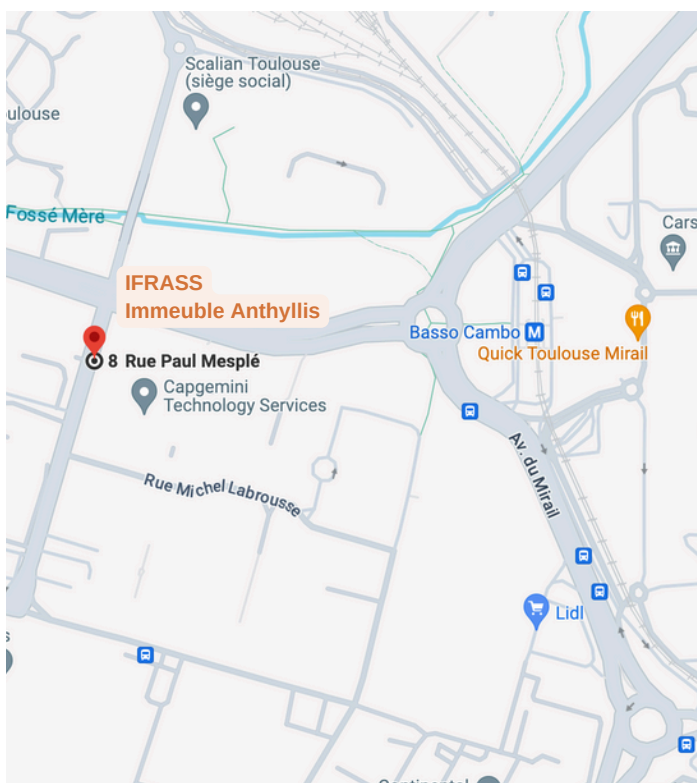 Scalian Toulouse
(siège social)
oulouse
Fossé Mère
Cars
IFRASS
Immeuble Anthyllis
Basso Cambo M
Quick Toulouse Mirail
8 Rue Paul Mesplé
Capgemini
Technology Services
Av. du Mirail
Rue Michel Labrousse
Lidl
s
Continental